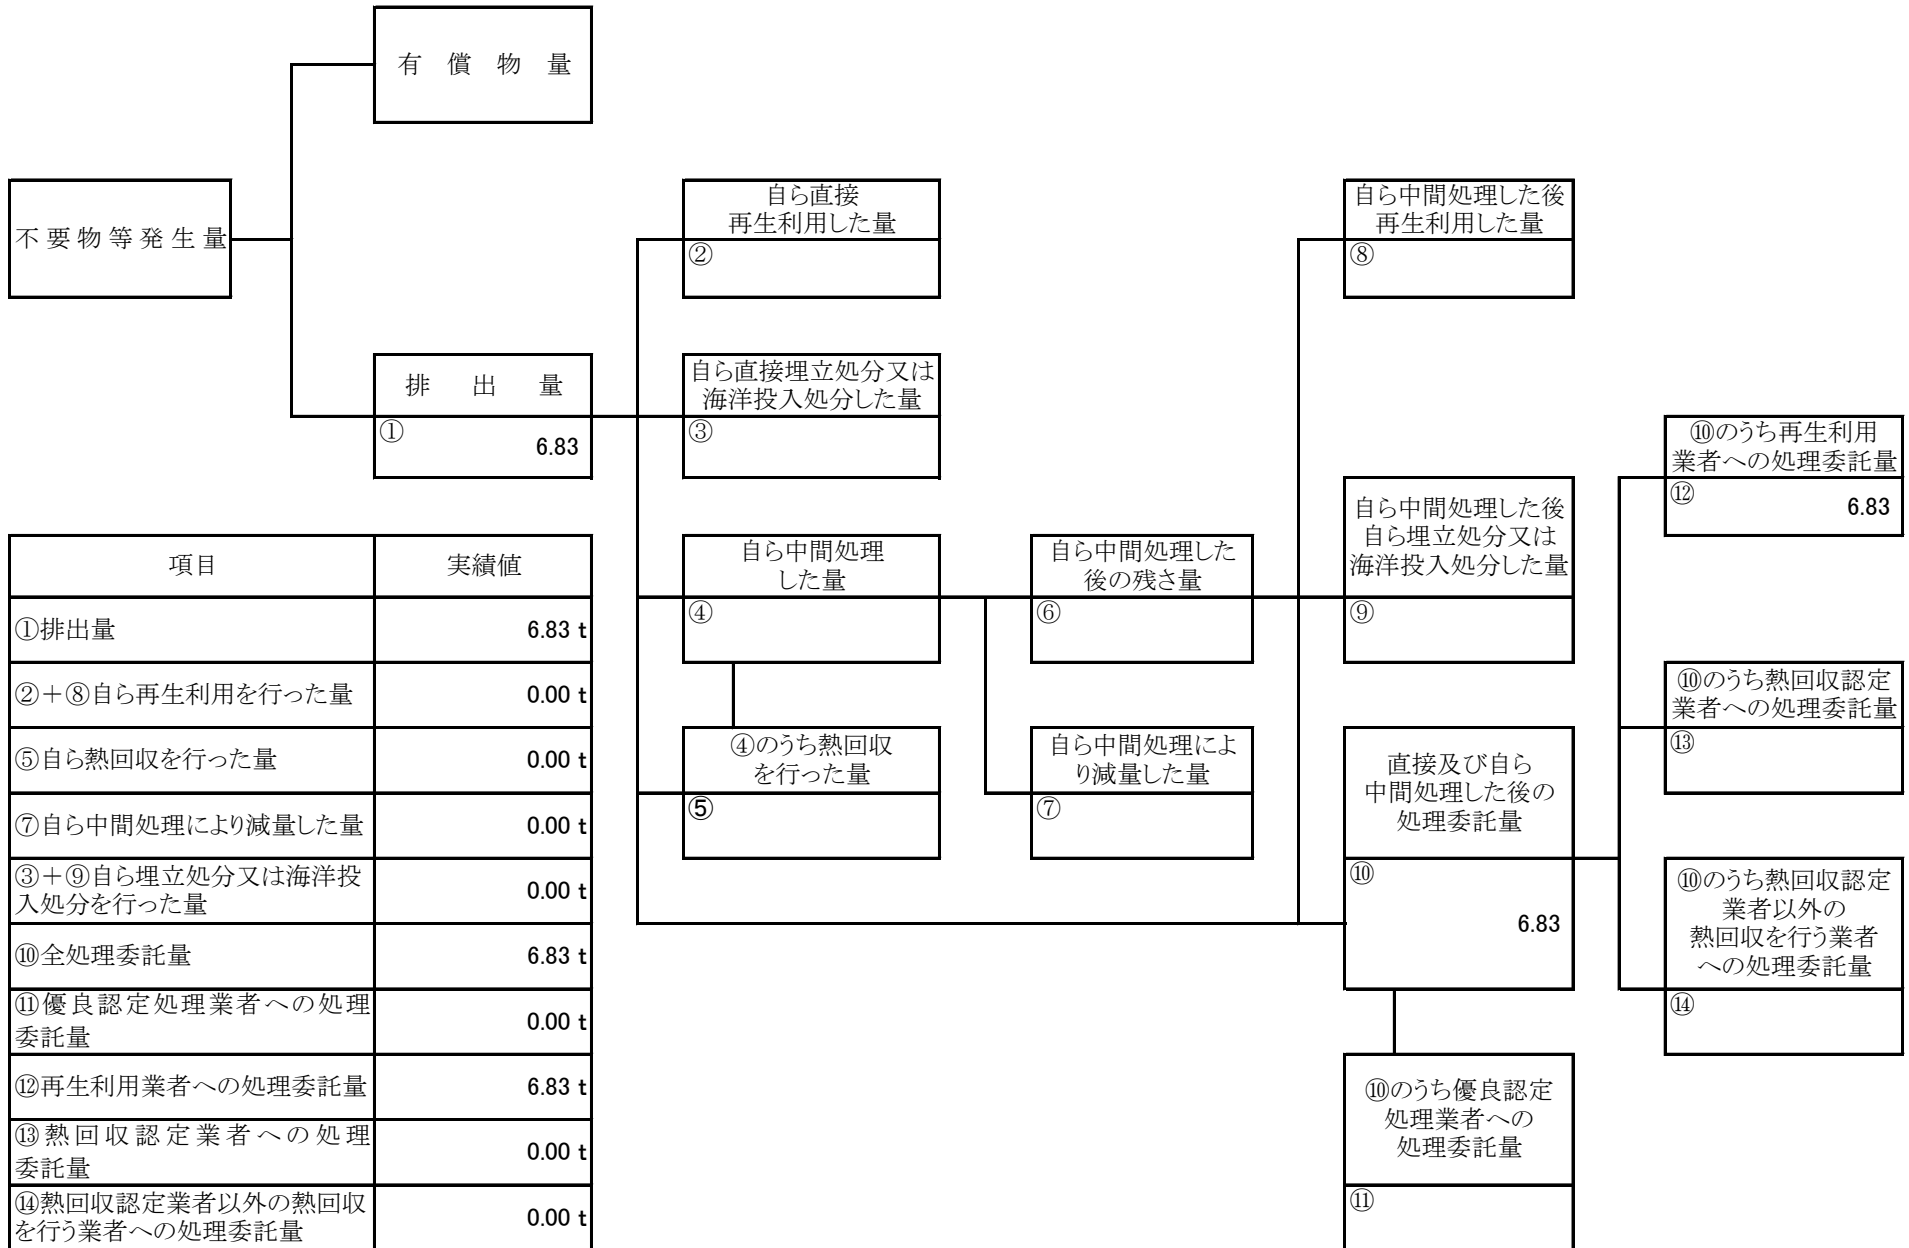 有償物量
不要物等発生量
排出量
①
6.83
自ら直接
再生利用した量
②
自ら直接埋立処分又は
海洋投入処分した量
③
自ら中間処理
した量
④
④のうち熱回収
を行った量
⑤
自ら中間処理した
後の残さ量
⑥
自ら中間処理によ
り減量した量
⑦
自ら中間処理した後
再生利用した量
⑧
自ら中間処理した後
自ら埋立処分又は
海洋投入処分した量
⑨
直接及び自ら
中間処理した後の
処理委託量
⑩
6.83
⑩のうち優良認定
処理業者への
処理委託量
⑪
⑩のうち再生利用
業者への処理委託量
⑫
6.83
⑩のうち熱回収認定
業者への処理委託量
⑬
⑩のうち熱回収認定
業者以外の
熱回収を行う業者
への処理委託量
⑭
項目 実績値
①排出量 6.83 t
②＋⑧自ら再生利用を行った量 0.00 t
⑤自ら熱回収を行った量 0.00 t
⑦自ら中間処理により減量した量 0.00 t
③＋⑨自ら埋立処分又は海洋投
入処分を行った量 0.00 t
⑩全処理委託量 6.83 t
⑪優良認定処理業者への処理
委託量 0.00 t
⑫再生利用業者への処理委託量 6.83 t
⑬熱回収認定業者への処理
委託量 0.00 t
⑭熱回収認定業者以外の熱回収
を行う業者への処理委託量 0.00 t